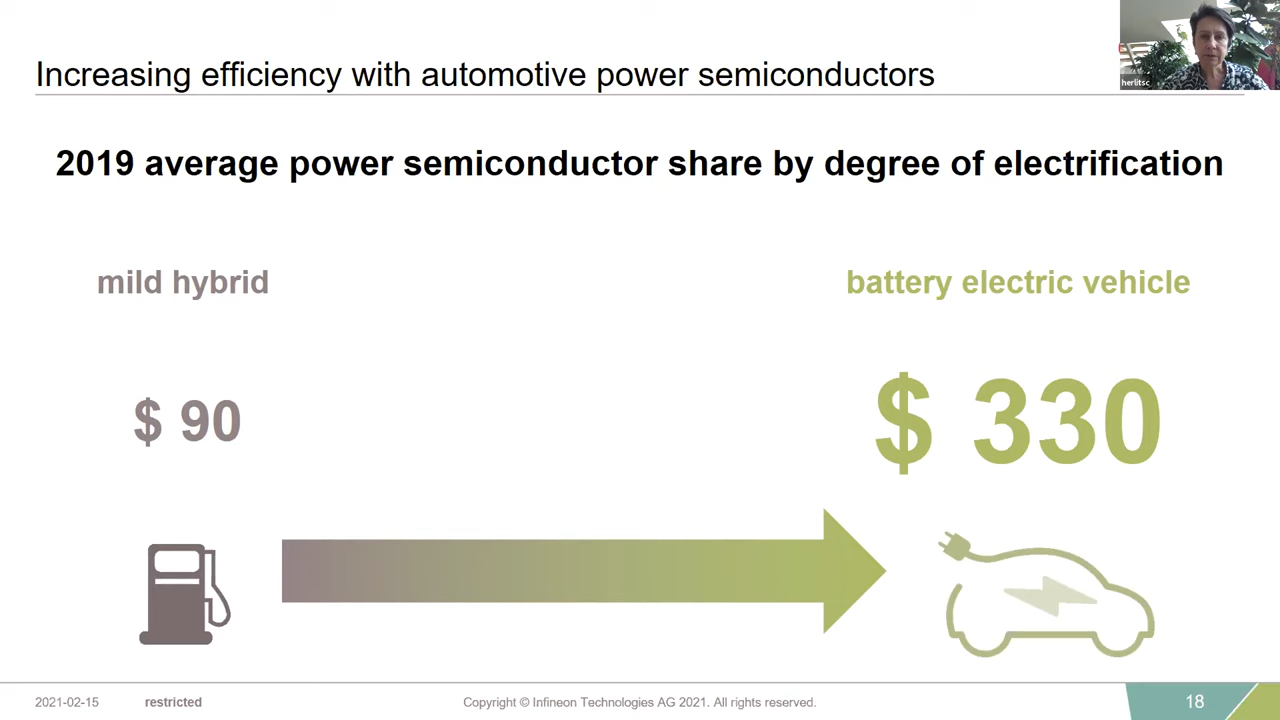 Increasing efficiency with automotive power semiconductors
herlitsc
2019 average power semiconductor share by degree of electrification
mild hybrid
battery electric vehicle
$ 90
$ 330
2021-02-15
restricted
Copyright © Infineon Technologies AG 2021. All rights reserved.
18